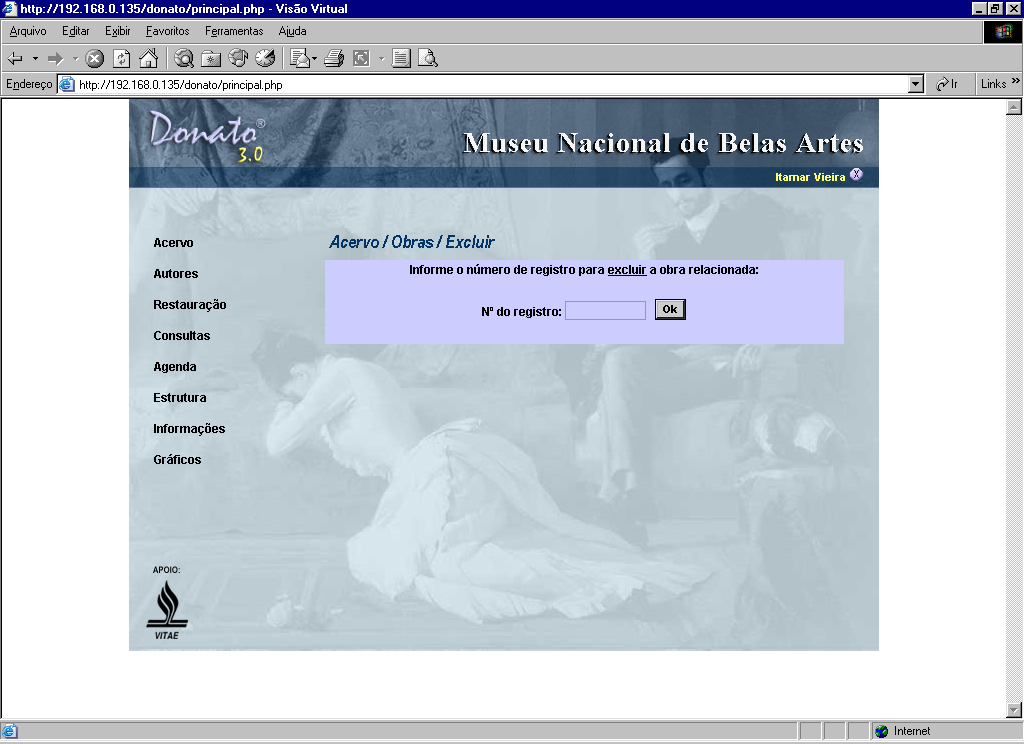 http://192.168.0.135/donato/principal.php - Visão Virtual
Arquivo Editar Exibir Favoritos Ferramentas Ajuda
Endereço http://192.168.0.135/donato/principal.php Ir Links »
Donato®
3.0
Museu Nacional de Belas Artes
Itamar Vieira X
Acervo
Autores
Restauração
Consultas
Agenda
Estrutura
Informações
Gráficos
Acervo / Obras / Excluir
Informe o número de registro para excluir a obra relacionada:
Nº do registro: Ok
APOIO:
VITAE
Internet